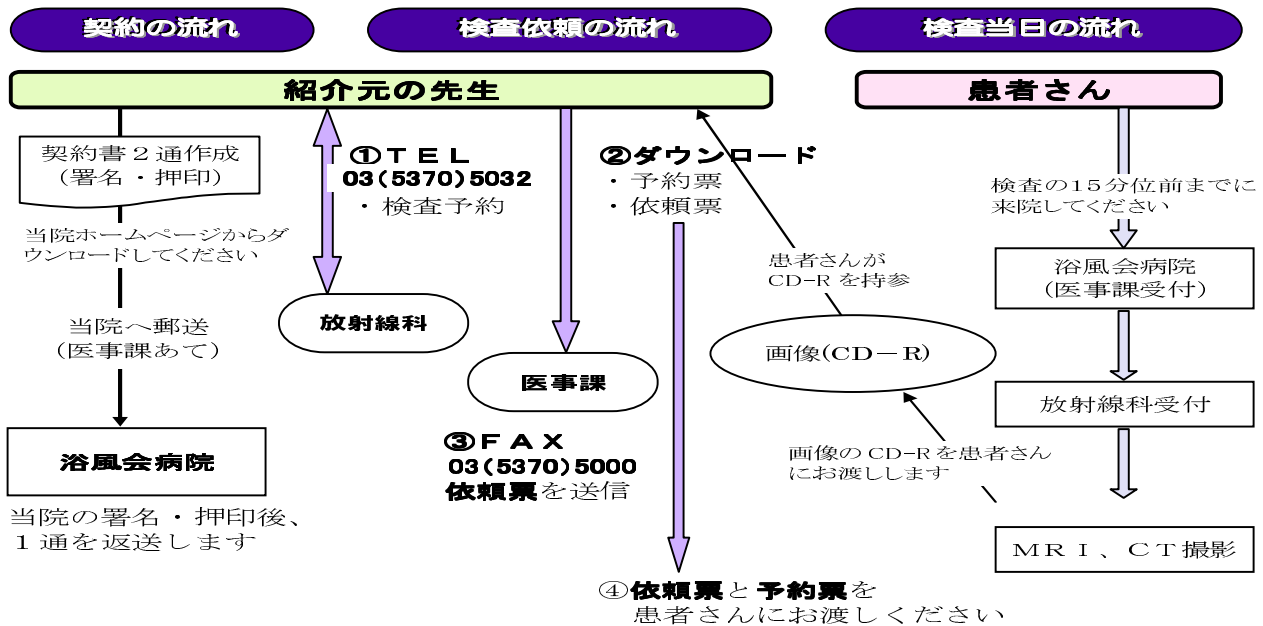 契約の流れ
検査依頼の流れ
検査当日の流れ
紹介元の先生
患者さん
契約書２通作成
（署名・押印）
当院ホームページからダ
ウンロードしてください
当院へ郵送
（医事課あて）
浴風会病院
当院の署名・押印後、
１通を返送します
①ＴＥＬ
03(5370)5032
・検査予約
放射線科
医事課
③ＦＡＸ
03(5370)5000
依頼票を送信
②ダウンロード
・予約票
・依頼票
④依頼票と予約票を
患者さんにお渡しください
患者さんが
CD-R を持参
画像(CD－R)
画像の CD-R を患者さん
にお渡しします
検査の15分位前までに
来院してください
浴風会病院
（医事課受付）
放射線科受付
ＭＲＩ、ＣＴ撮影